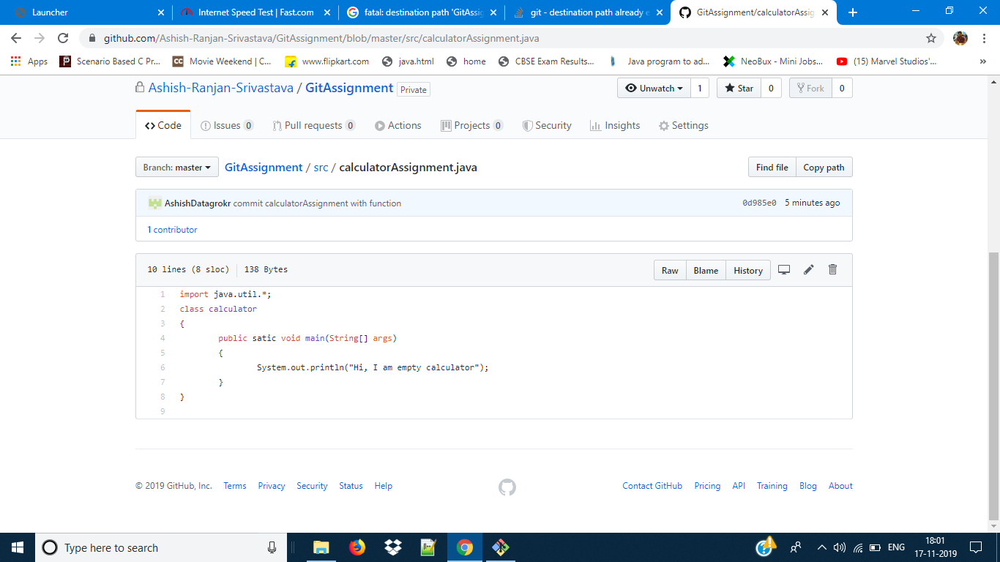 Launcher
Internet Speed Test | Fast.com
fatal: destination path 'GitAssig
git - destination path already e
GitAssignment/calculatorAssig
github.com/Ashish-Ranjan-Srivastava/GitAssignment/blob/master/src/calculatorAssignment.java
Apps
Scenario Based C Pr...
Movie Weekend | C...
www.flipkart.com
java.html
home
CBSE Exam Results...
Java program to ad...
NeoBux - Mini Jobs...
(15) Marvel Studios'...
»
Ashish-Ranjan-Srivastava / GitAssignment Private
Unwatch 1
Star 0
Fork 0
Code
Issues 0
Pull requests 0
Actions
Projects 0
Security
Insights
Settings
Branch: master
GitAssignment / src / calculatorAssignment.java
Find file
Copy path
AshishDatagrokr commit calculatorAssignment with function
0d985e0 5 minutes ago
1 contributor
10 lines (8 sloc) | 138 Bytes
Raw
Blame
History
1 import java.util.*;
2 class calculator
3 {
4 public satic void main(String[] args)
5 {
6 System.out.println("Hi, I am empty calculator");
7 }
8 }
9
© 2019 GitHub, Inc.
Terms
Privacy
Security
Status
Help
Contact GitHub
Pricing
API
Training
Blog
About
Type here to search
ENG
18:01
17-11-2019